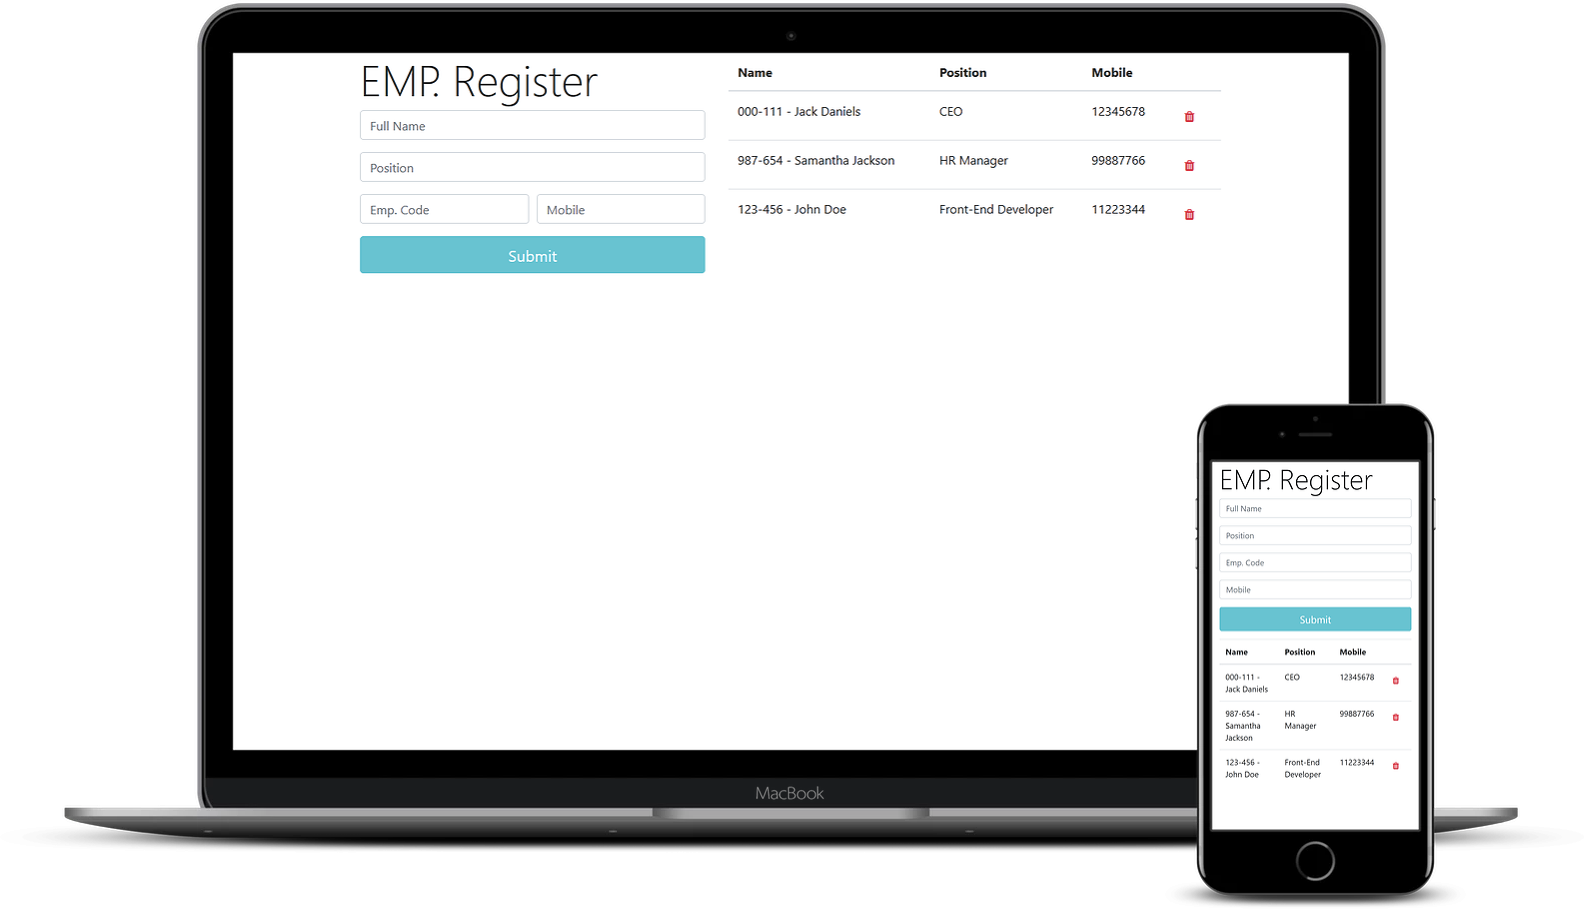 EMP. Register
Full Name
Position
Emp. Code Mobile
Submit
Name Position Mobile
000-111 - Jack Daniels CEO 12345678
987-654 - Samantha Jackson HR Manager 99887766
123-456 - John Doe Front-End Developer 11223344
MacBook
EMP. Register
Full Name
Position
Emp. Code
Mobile
Submit
Name Position Mobile
000-111 - CEO 12345678
Jack Daniels
987-654 - HR 99887766
Samantha Manager
Jackson
123-456 - Front-End 11223344
John Doe Developer